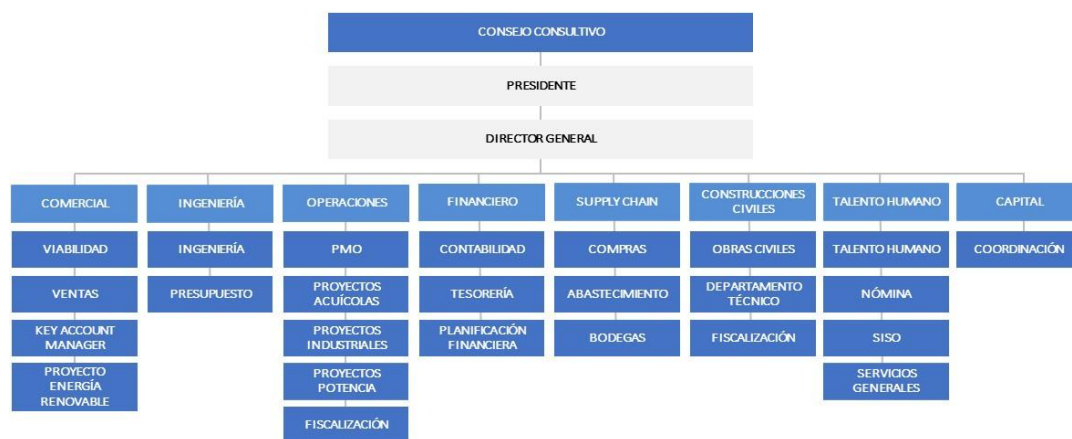 CONSEJO CONSULTIVO
PRESIDENTE
DIRECTOR GENERAL
COMERCIAL
VIABILIDAD
VENTAS
KEY ACCOUNT
MANAGER
PROYECTO
ENERGÍA
RENOVABLE
INGENIERÍA
INGENIERÍA
PRESUPUESTO
OPERACIONES
PMO
PROYECTOS
ACUÍCOLAS
PROYECTOS
INDUSTRIALES
PROYECTOS
POTENCIA
FISCALIZACIÓN
FINANCIERO
CONTABILIDAD
TESORERÍA
PLANIFICACIÓN
FINANCIERA
SUPPLY CHAIN
COMPRAS
ABASTECIMIENTO
BODEGAS
CONSTRUCCIONES
CIVILES
OBRAS CIVILES
DEPARTAMENTO
TÉCNICO
FISCALIZACIÓN
TALENTO HUMANO
TALENTO HUMANO
NÓMINA
SISO
SERVICIOS
GENERALES
CAPITAL
COORDINACIÓN